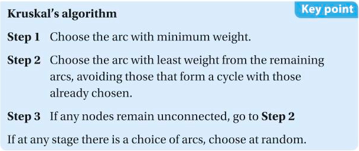 Key point
Kruskal's algorithm
Step 1 Choose the arc with minimum weight.
Step 2 Choose the arc with least weight from the remaining
arcs, avoiding those that form a cycle with those
already chosen.
Step 3 If any nodes remain unconnected, go to Step 2
If at any stage there is a choice of arcs, choose at random.